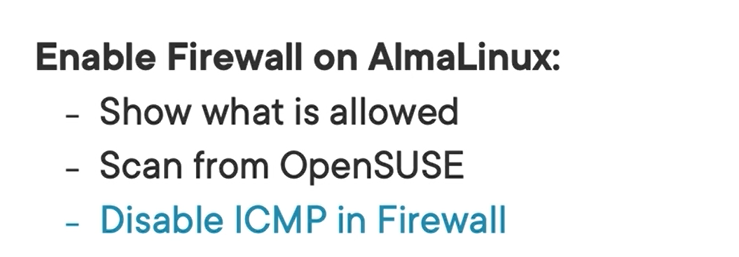 Enable Firewall on AlmaLinux:
- Show what is allowed
- Scan from OpenSUSE
- Disable ICMP in Firewall